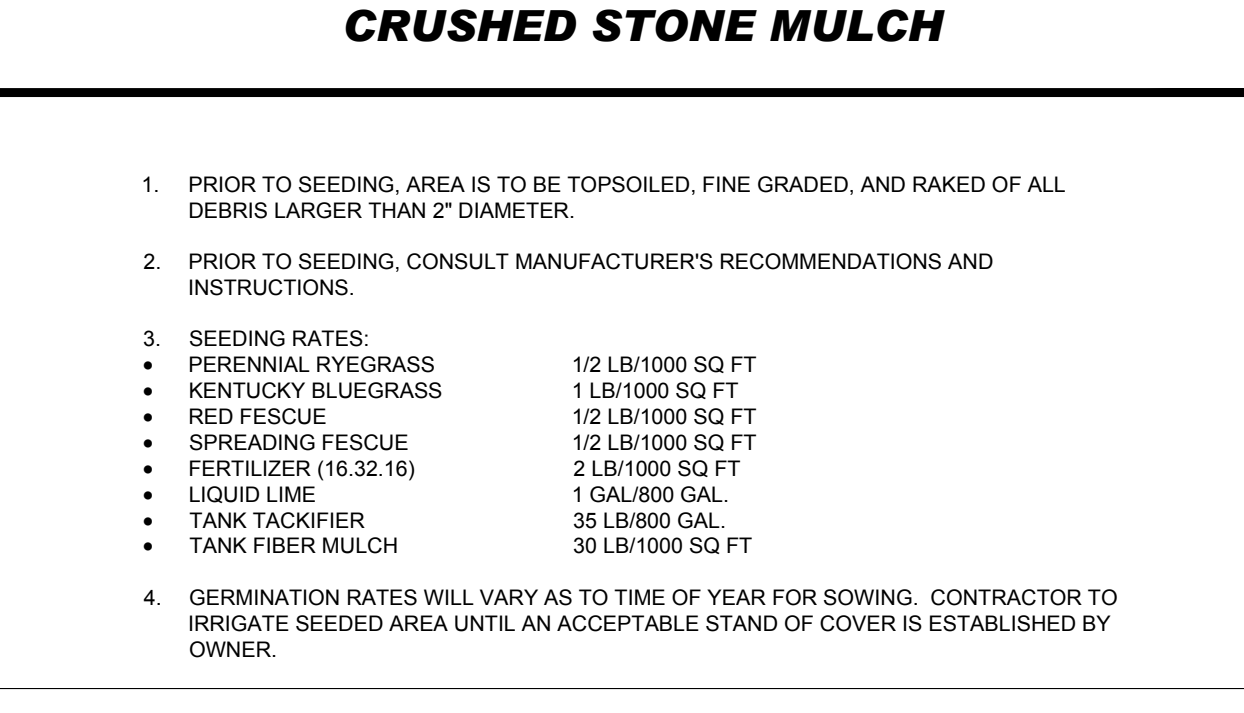 CRUSHED STONE MULCH
1. PRIOR TO SEEDING, AREA IS TO BE TOPSOILED, FINE GRADED, AND RAKED OF ALL
DEBRIS LARGER THAN 2" DIAMETER.
2. PRIOR TO SEEDING, CONSULT MANUFACTURER'S RECOMMENDATIONS AND
INSTRUCTIONS.
3. SEEDING RATES:
• PERENNIAL RYEGRASS 1/2 LB/1000 SQ FT
• KENTUCKY BLUEGRASS 1 LB/1000 SQ FT
• RED FESCUE 1/2 LB/1000 SQ FT
• SPREADING FESCUE 1/2 LB/1000 SQ FT
• FERTILIZER (16.32.16) 2 LB/1000 SQ FT
• LIQUID LIME 1 GAL/800 GAL.
• TANK TACKIFIER 35 LB/800 GAL.
• TANK FIBER MULCH 30 LB/1000 SQ FT
4. GERMINATION RATES WILL VARY AS TO TIME OF YEAR FOR SOWING. CONTRACTOR TO
IRRIGATE SEEDED AREA UNTIL AN ACCEPTABLE STAND OF COVER IS ESTABLISHED BY
OWNER.